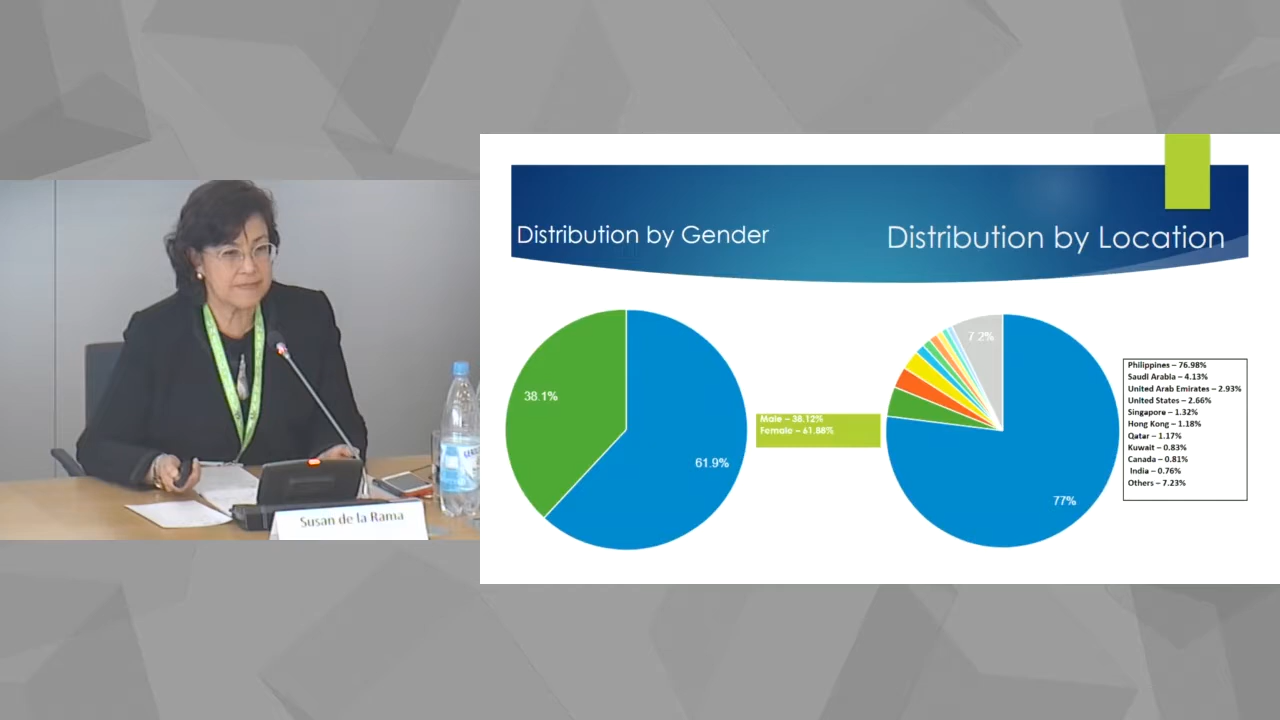 Distribution by Gender
Distribution by Location
38.1%
61.9%
Male – 38.12%
Female – 61.88%
7.2%
77%
Philippines – 76.98%
Saudi Arabia – 4.13%
United Arab Emirates – 2.93%
United States – 2.66%
Singapore – 1.32%
Hong Kong – 1.18%
Qatar – 1.17%
Kuwait – 0.83%
Canada – 0.81%
India – 0.76%
Others – 7.23%
Susan de la Rama